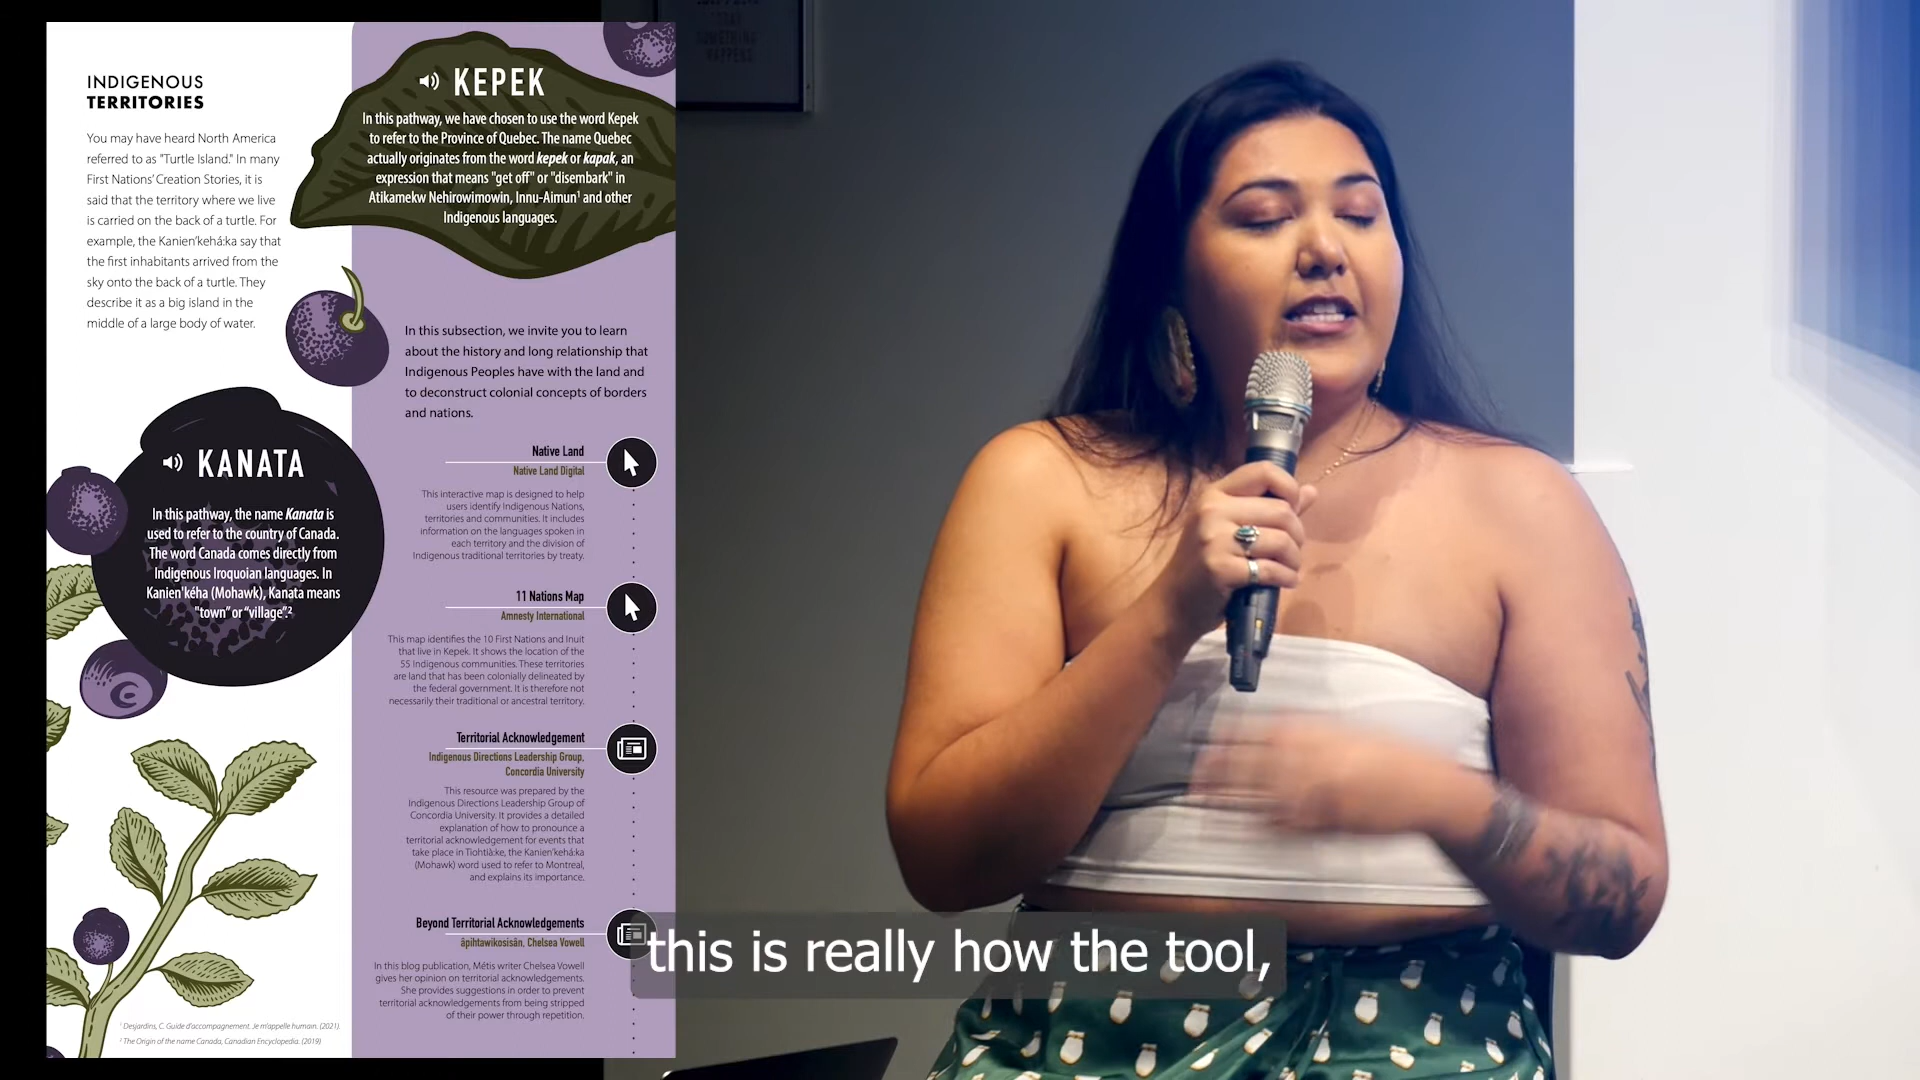 INDIGENOUS
TERRITORIES
You may have heard North America
referred to as "Turtle Island." In many
First Nations' Creation Stories, it is
said that the territory where we live
is carried on the back of a turtle. For
example, the Kanien'kehá:ka say that
the first inhabitants arrived from the
sky onto the back of a turtle. They
describe it as a big island in the
middle of a large body of water.
KEPEK
In this pathway, we have chosen to use the word Kepek
to refer to the Province of Quebec. The name Quebec
actually originates from the word kepek or kapak, an
expression that means "get off" or "disembark" in
Atikamekw Nehirowimowin, Innu-Aimun¹ and other
Indigenous languages.
In this subsection, we invite you to learn
about the history and long relationship that
Indigenous Peoples have with the land and
to deconstruct colonial concepts of borders
and nations.
KANATA
In this pathway, the name Kanata is
used to refer to the country of Canada.
The word Canada comes directly from
Indigenous Iroquoian languages. In
Kanien'kéha (Mohawk), Kanata means
"town" or "village".²
Native Land
Native Land Digital
This interactive map is designed to help
users identify Indigenous Nations,
territories and communities. It includes
information on the languages spoken in
each territory and the division of
Indigenous traditional territories by treaty.
11 Nations Map
Amnesty International
This map identifies the 10 First Nations and Inuit
that live in Kepek. It shows the location of the
55 Indigenous communities. These territories
are land that has been colonially delineated by
the federal government. It is therefore not
necessarily their traditional or ancestral territory.
Territorial Acknowledgement
Indigenous Directions Leadership Group,
Concordia University
This resource was prepared by the
Indigenous Directions Leadership Group of
Concordia University. It provides a detailed
explanation of how to pronounce a
territorial acknowledgement for events that
take place in Tiohtià:ke, the Kanien'kehá:ka
(Mohawk) word used to refer to Montreal,
and explains its importance.
Beyond Territorial Acknowledgements
âpihtawikosisân, Chelsea Vowell
In this blog publication, Métis writer Chelsea Vowell
gives her opinion on territorial acknowledgements.
She provides suggestions in order to prevent
territorial acknowledgements from being stripped
of their power through repetition.
¹ Desjardins, C. Guide d'accompagnement. Je m'appelle humain. (2021).
² The Origin of the name Canada, Canadian Encyclopedia. (2019)
SOMETHING
HAPPENS
this is really how the tool,